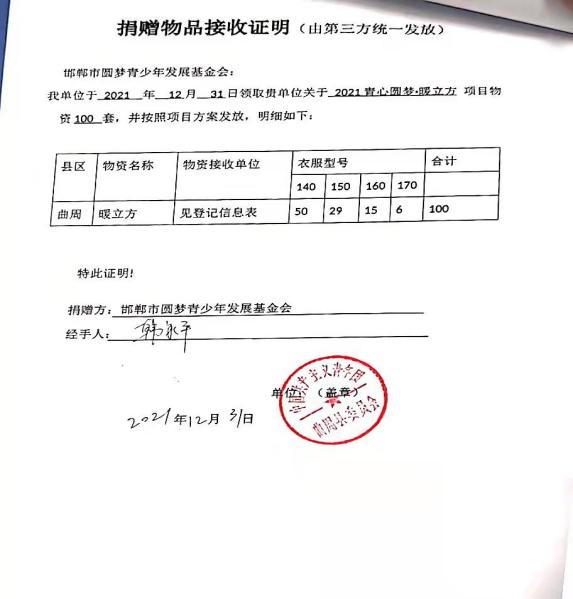 捐赠物品接收证明（由第三方统一发放）
邯郸市圆梦青少年发展基金会：
我单位于 2021 年 12 月 31 日领取贵单位关于 2021 青心圆梦·暖立方 项目物
资 100 套，并按照项目方案发放，明细如下：
县区 物资名称 物资接收单位 衣服型号 合计
140 150 160 170
曲周 暖立方 见登记信息表 50 29 15 6 100
特此证明！
捐赠方：邯郸市圆梦青少年发展基金会
经手人：韩永平
单位：（盖章）
中国共产主义青年团
曲周县委员会
2021年12月31日